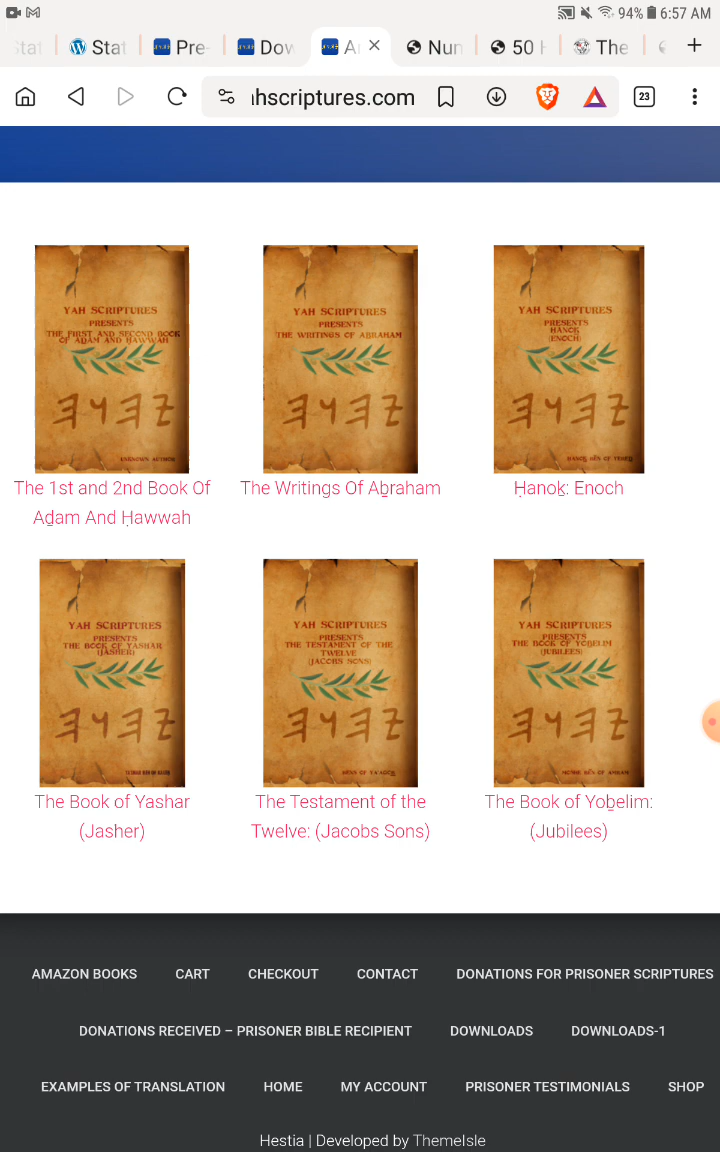 94% 6:57 AM
Stat
Stat
Pre-
Dow
A
Nun
50 H
The
hscriptures.com
23
YAH SCRIPTURES
PRESENTS
THE FIRST AND SECOND BOOK
OF ADAM AND HAWWAH
UNKNOWN AUTHOR
The 1st and 2nd Book Of
Aḏam And Ḥawwah
YAH SCRIPTURES
PRESENTS
THE WRITINGS OF ABRAHAM
The Writings Of Aḇraham
YAH SCRIPTURES
PRESENTS
HANOK
(ENOCH)
Ḥanoḵ: Enoch
YAH SCRIPTURES
PRESENTS
THE BOOK OF YASHAR
(JASHER)
The Book of Yashar
(Jasher)
YAH SCRIPTURES
PRESENTS
THE TESTAMENT OF THE
TWELVE
(JACOBS SONS)
The Testament of the
Twelve: (Jacobs Sons)
YAH SCRIPTURES
PRESENTS
THE BOOK OF YOBELIM
(JUBILEES)
The Book of Yoḇelim:
(Jubilees)
AMAZON BOOKS CART CHECKOUT CONTACT DONATIONS FOR PRISONER SCRIPTURES
DONATIONS RECEIVED – PRISONER BIBLE RECIPIENT DOWNLOADS DOWNLOADS-1
EXAMPLES OF TRANSLATION HOME MY ACCOUNT PRISONER TESTIMONIALS SHOP
Hestia | Developed by ThemeIsle